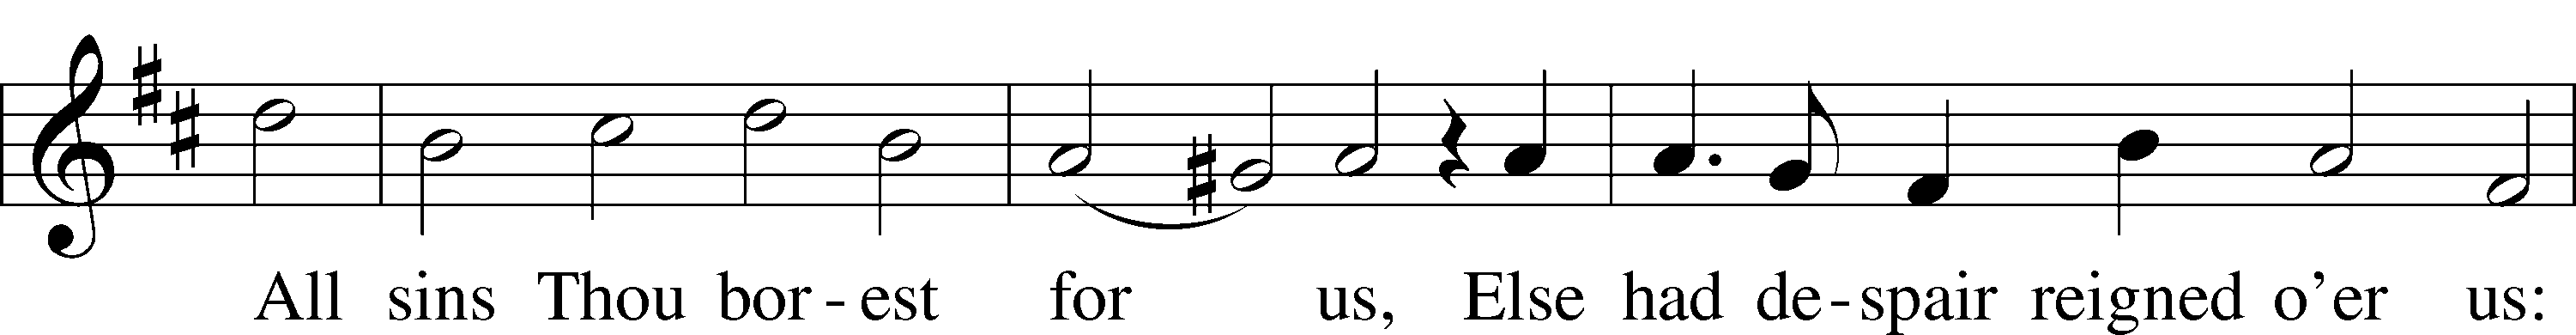 All sins Thou bor - est for us, Else had de - spair reigned o’er us: